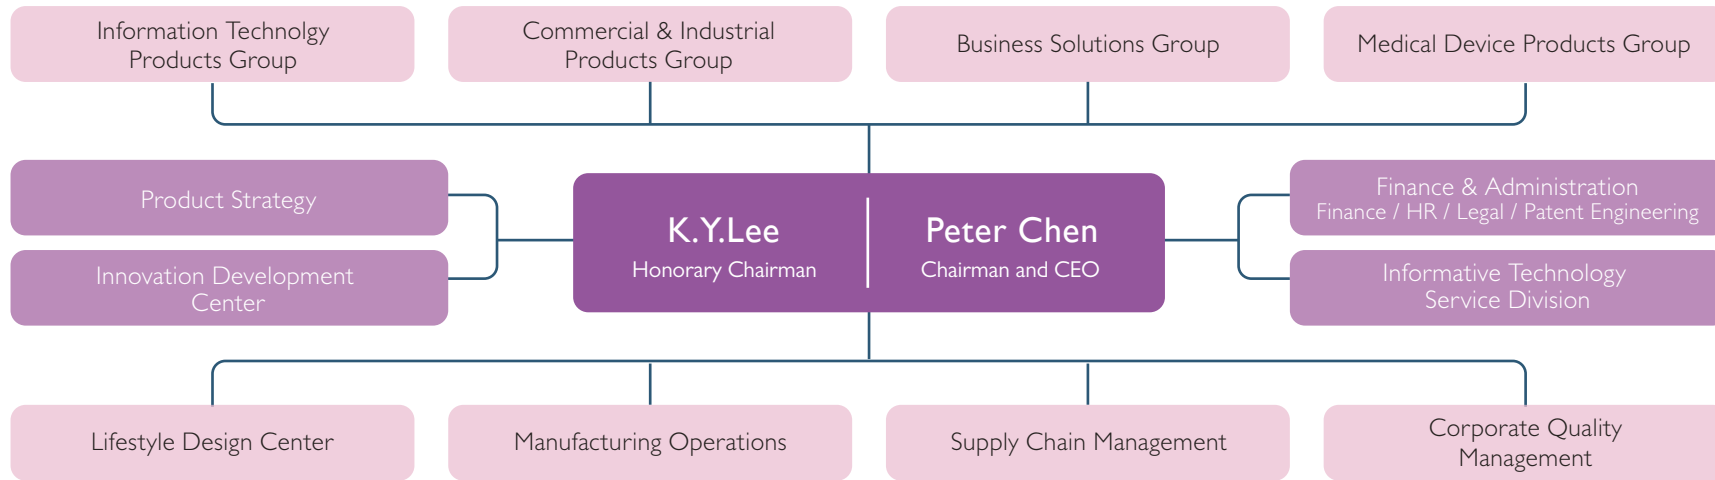 Information Technolgy
Products Group
Commercial & Industrial
Products Group
Business Solutions Group
Medical Device Products Group
Product Strategy
Innovation Development
Center
K.Y.Lee
Honorary Chairman
Peter Chen
Chairman and CEO
Finance & Administration
Finance / HR / Legal / Patent Engineering
Informative Technology
Service Division
Lifestyle Design Center
Manufacturing Operations
Supply Chain Management
Corporate Quality
Management